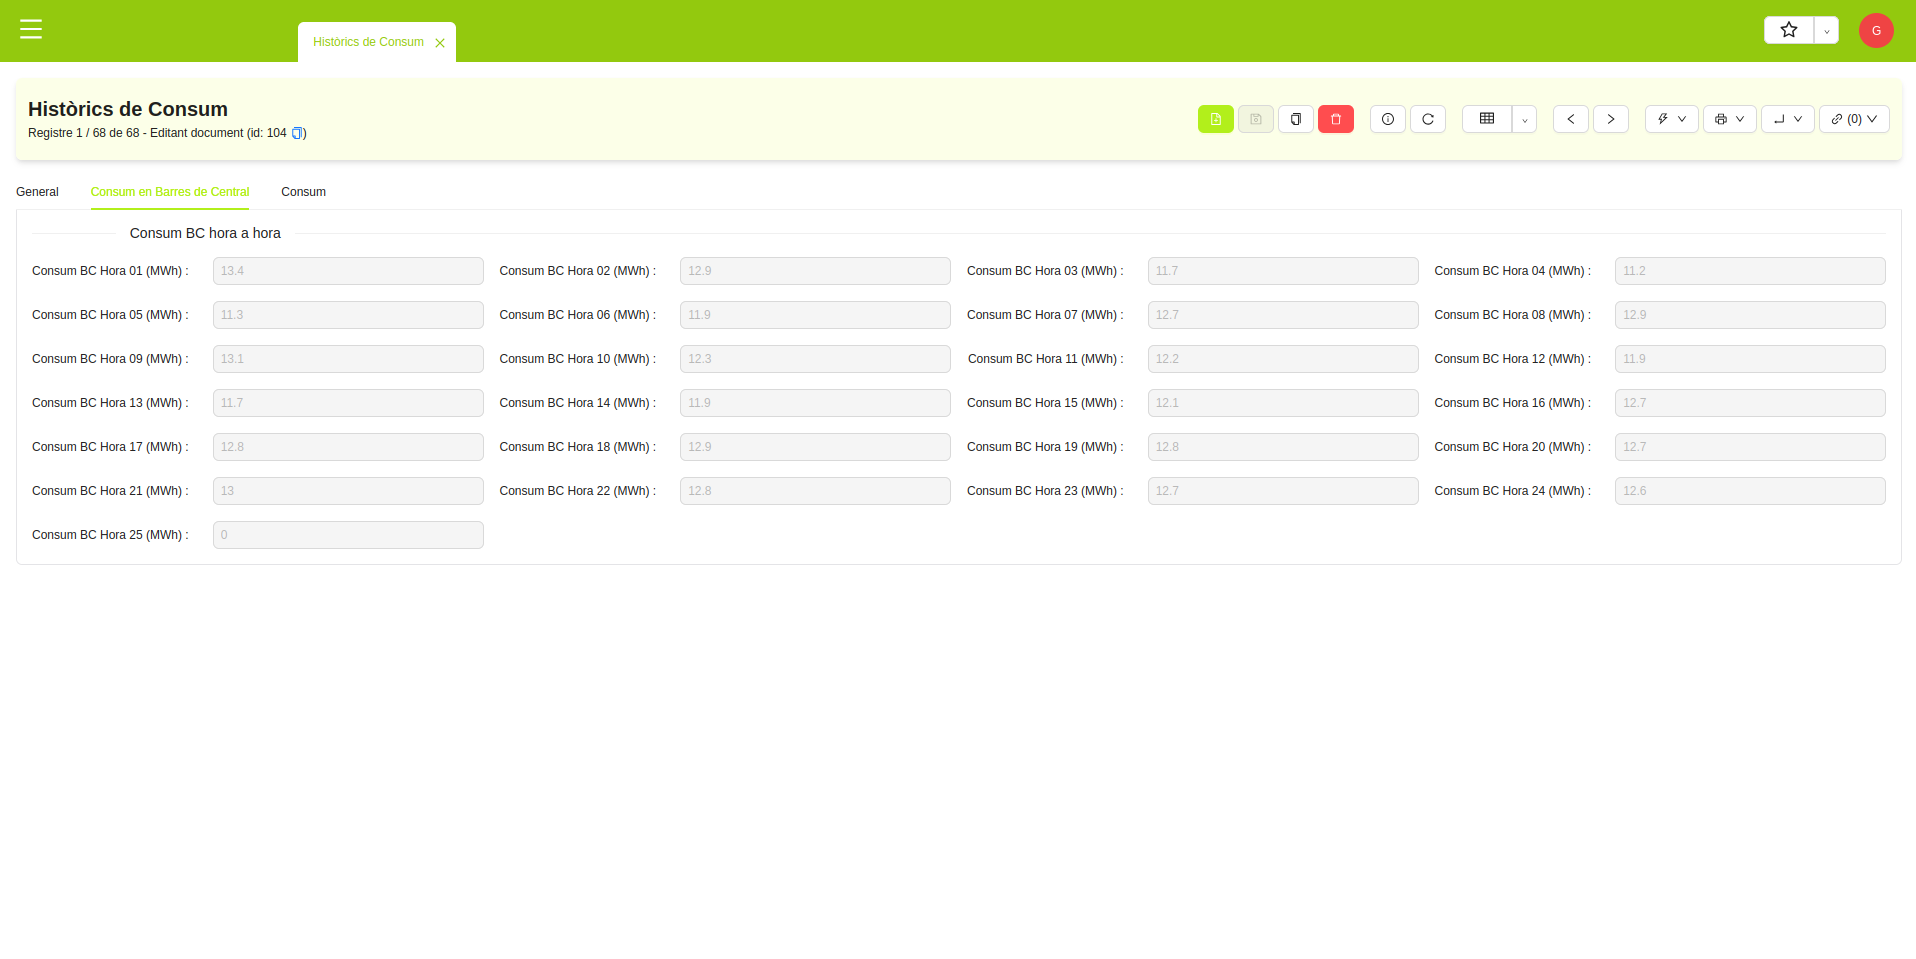 Històrics de Consum
G
Històrics de Consum
Registre 1 / 68 de 68 - Editant document (id: 104 )
(0)
General Consum en Barres de Central Consum
Consum BC hora a hora
Consum BC Hora 01 (MWh) : 13.4 Consum BC Hora 02 (MWh) : 12.9 Consum BC Hora 03 (MWh) : 11.7 Consum BC Hora 04 (MWh) : 11.2
Consum BC Hora 05 (MWh) : 11.3 Consum BC Hora 06 (MWh) : 11.9 Consum BC Hora 07 (MWh) : 12.7 Consum BC Hora 08 (MWh) : 12.9
Consum BC Hora 09 (MWh) : 13.1 Consum BC Hora 10 (MWh) : 12.3 Consum BC Hora 11 (MWh) : 12.2 Consum BC Hora 12 (MWh) : 11.9
Consum BC Hora 13 (MWh) : 11.7 Consum BC Hora 14 (MWh) : 11.9 Consum BC Hora 15 (MWh) : 12.1 Consum BC Hora 16 (MWh) : 12.7
Consum BC Hora 17 (MWh) : 12.8 Consum BC Hora 18 (MWh) : 12.9 Consum BC Hora 19 (MWh) : 12.8 Consum BC Hora 20 (MWh) : 12.7
Consum BC Hora 21 (MWh) : 13 Consum BC Hora 22 (MWh) : 12.8 Consum BC Hora 23 (MWh) : 12.7 Consum BC Hora 24 (MWh) : 12.6
Consum BC Hora 25 (MWh) : 0